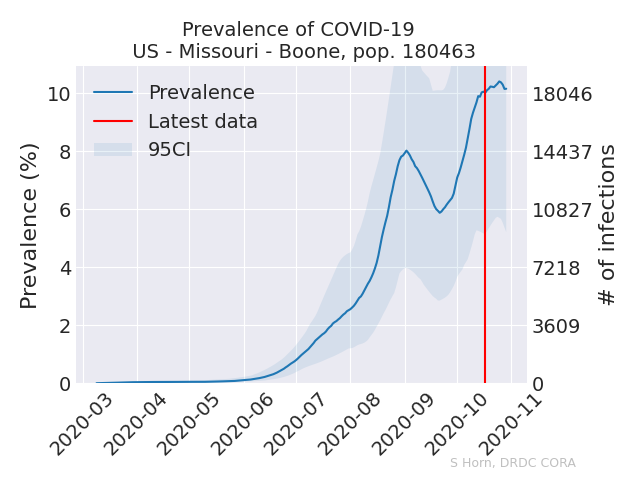 Prevalence of COVID-19
US - Missouri - Boone, pop. 180463
Prevalence
Latest data
95CI
Prevalence (%)
10
8
6
4
2
0
18046
14437
10827
7218
3609
0
# of infections
2020-03
2020-04
2020-05
2020-06
2020-07
2020-08
2020-09
2020-10
2020-11
S Horn, DRDC CORA